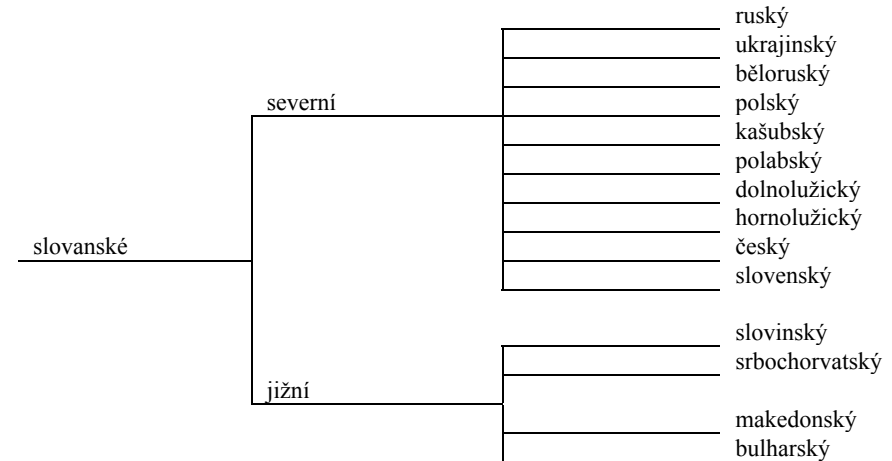 ruský
ukrajinský
běloruský
severní
polský
kašubský
polabský
dolnolužický
hornolužický
slovanské
český
slovenský
slovinský
srbochorvatský
jižní
makedonský
bulharský